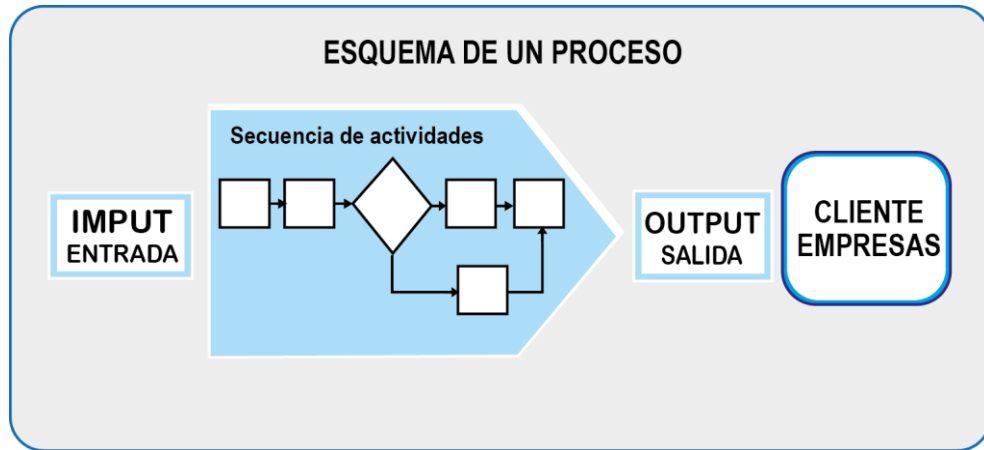 ESQUEMA DE UN PROCESO
Secuencia de actividades
IMPUT
ENTRADA
OUTPUT
SALIDA
CLIENTE
EMPRESAS